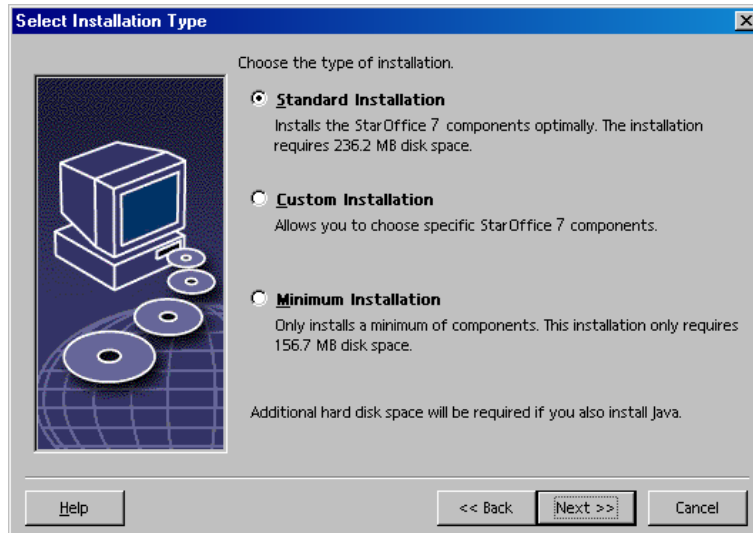 Select Installation Type
Choose the type of installation.
Standard Installation
Installs the StarOffice 7 components optimally. The installation
requires 236.2 MB disk space.
Custom Installation
Allows you to choose specific StarOffice 7 components.
Minimum Installation
Only installs a minimum of components. This installation only requires
156.7 MB disk space.
Additional hard disk space will be required if you also install Java.
Help
<< Back
Next >>
Cancel